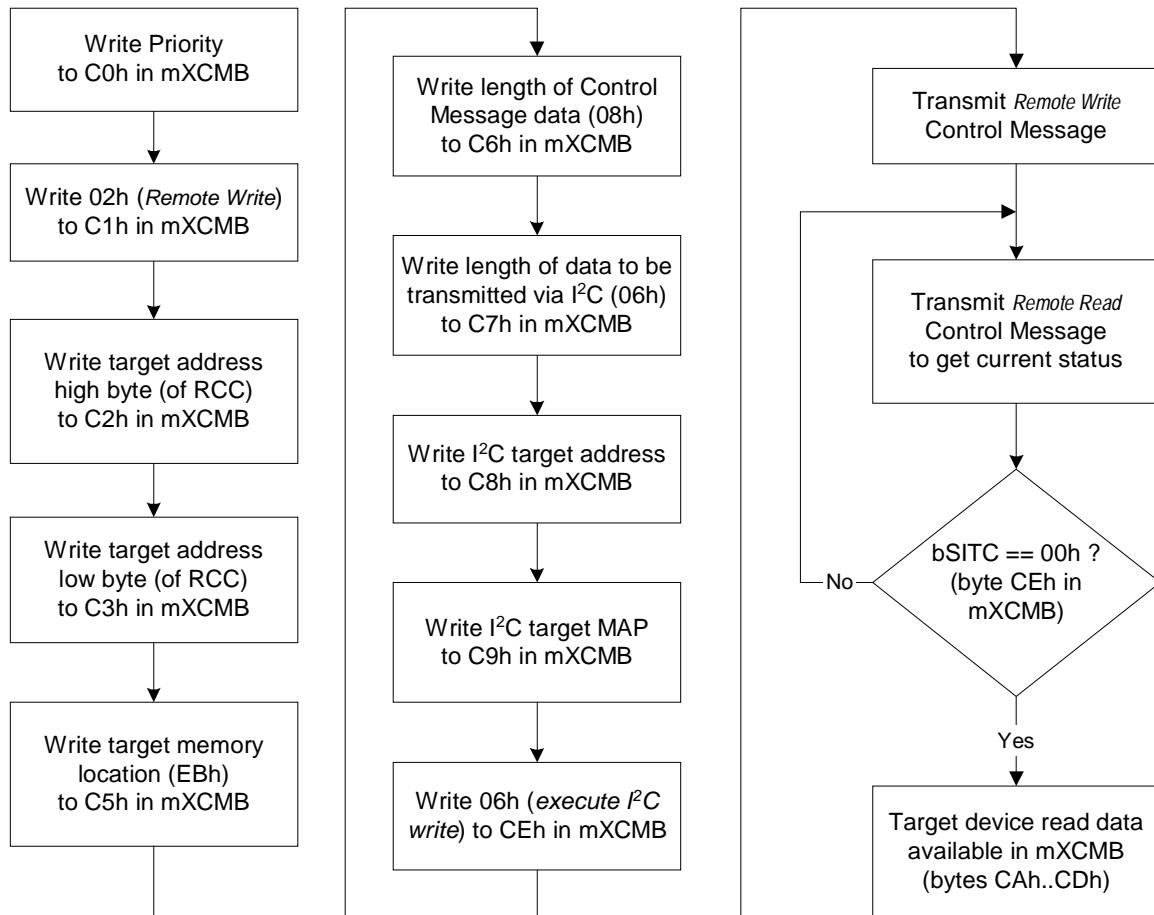 Write Priority
to C0h in mXCMB
Write 02h (Remote Write)
to C1h in mXCMB
Write target address
high byte (of RCC)
to C2h in mXCMB
Write target address
low byte (of RCC)
to C3h in mXCMB
Write target memory
location (EBh)
to C5h in mXCMB
Write length of Control
Message data (08h)
to C6h in mXCMB
Write length of data to be
transmitted via I²C (06h)
to C7h in mXCMB
Write I²C target address
to C8h in mXCMB
Write I²C target MAP
to C9h in mXCMB
Write 06h (execute I²C
write) to CEh in mXCMB
Transmit Remote Write
Control Message
Transmit Remote Read
Control Message
to get current status
bSITC == 00h ?
(byte CEh in
mXCMB)
No
Yes
Target device read data
available in mXCMB
(bytes CAh..CDh)